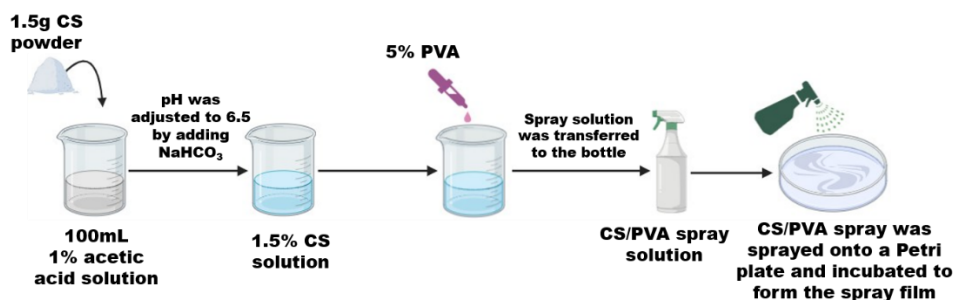 1.5g CS
powder
100mL
1% acetic
acid solution
pH was
adjusted to 6.5
by adding
NaHCO₃
1.5% CS
solution
5% PVA
Spray solution
was transferred
to the bottle
CS/PVA spray
solution
CS/PVA spray was
sprayed onto a Petri
plate and incubated to
form the spray film